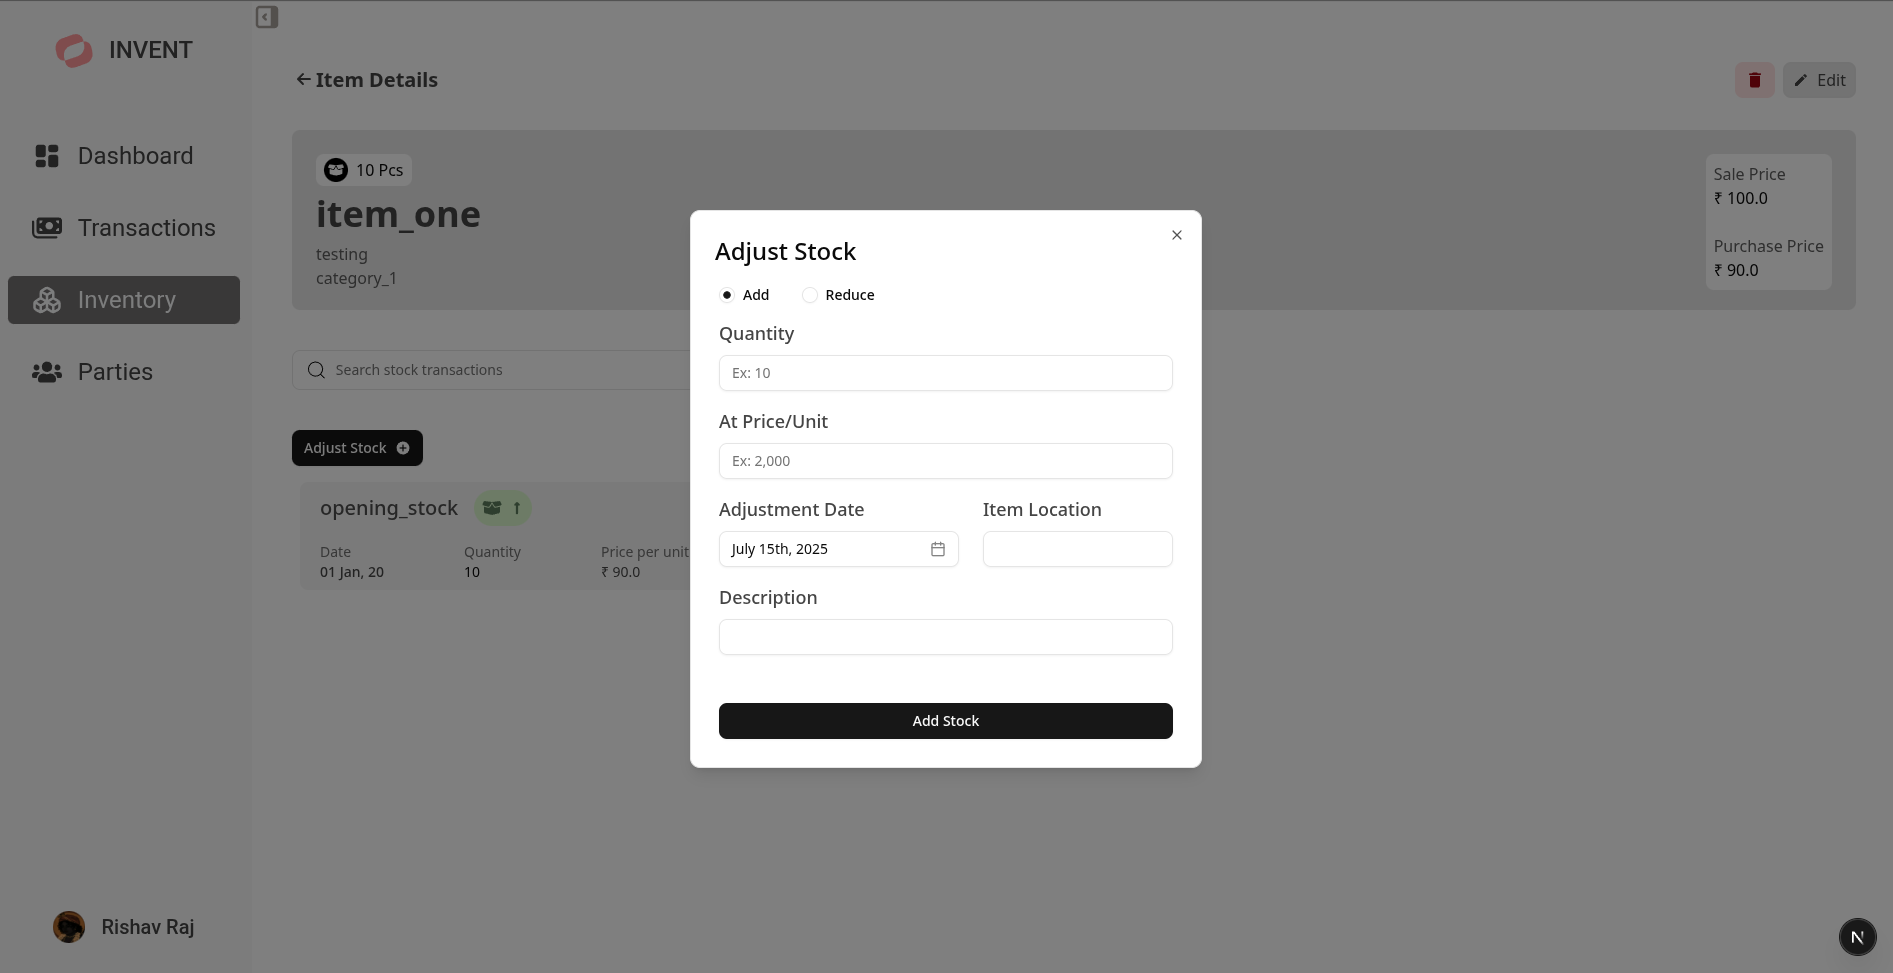 INVENT
Dashboard
Transactions
Inventory
Parties
Rishav Raj
Item Details
Edit
10 Pcs
item_one
testing
category_1
Sale Price
₹ 100.0
Purchase Price
₹ 90.0
Search stock transactions
Adjust Stock
opening_stock
Date Quantity Price per unit
01 Jan, 20 10 ₹ 90.0
Adjust Stock
Add Reduce
Quantity
Ex: 10
At Price/Unit
Ex: 2,000
Adjustment Date Item Location
July 15th, 2025
Description
Add Stock
N